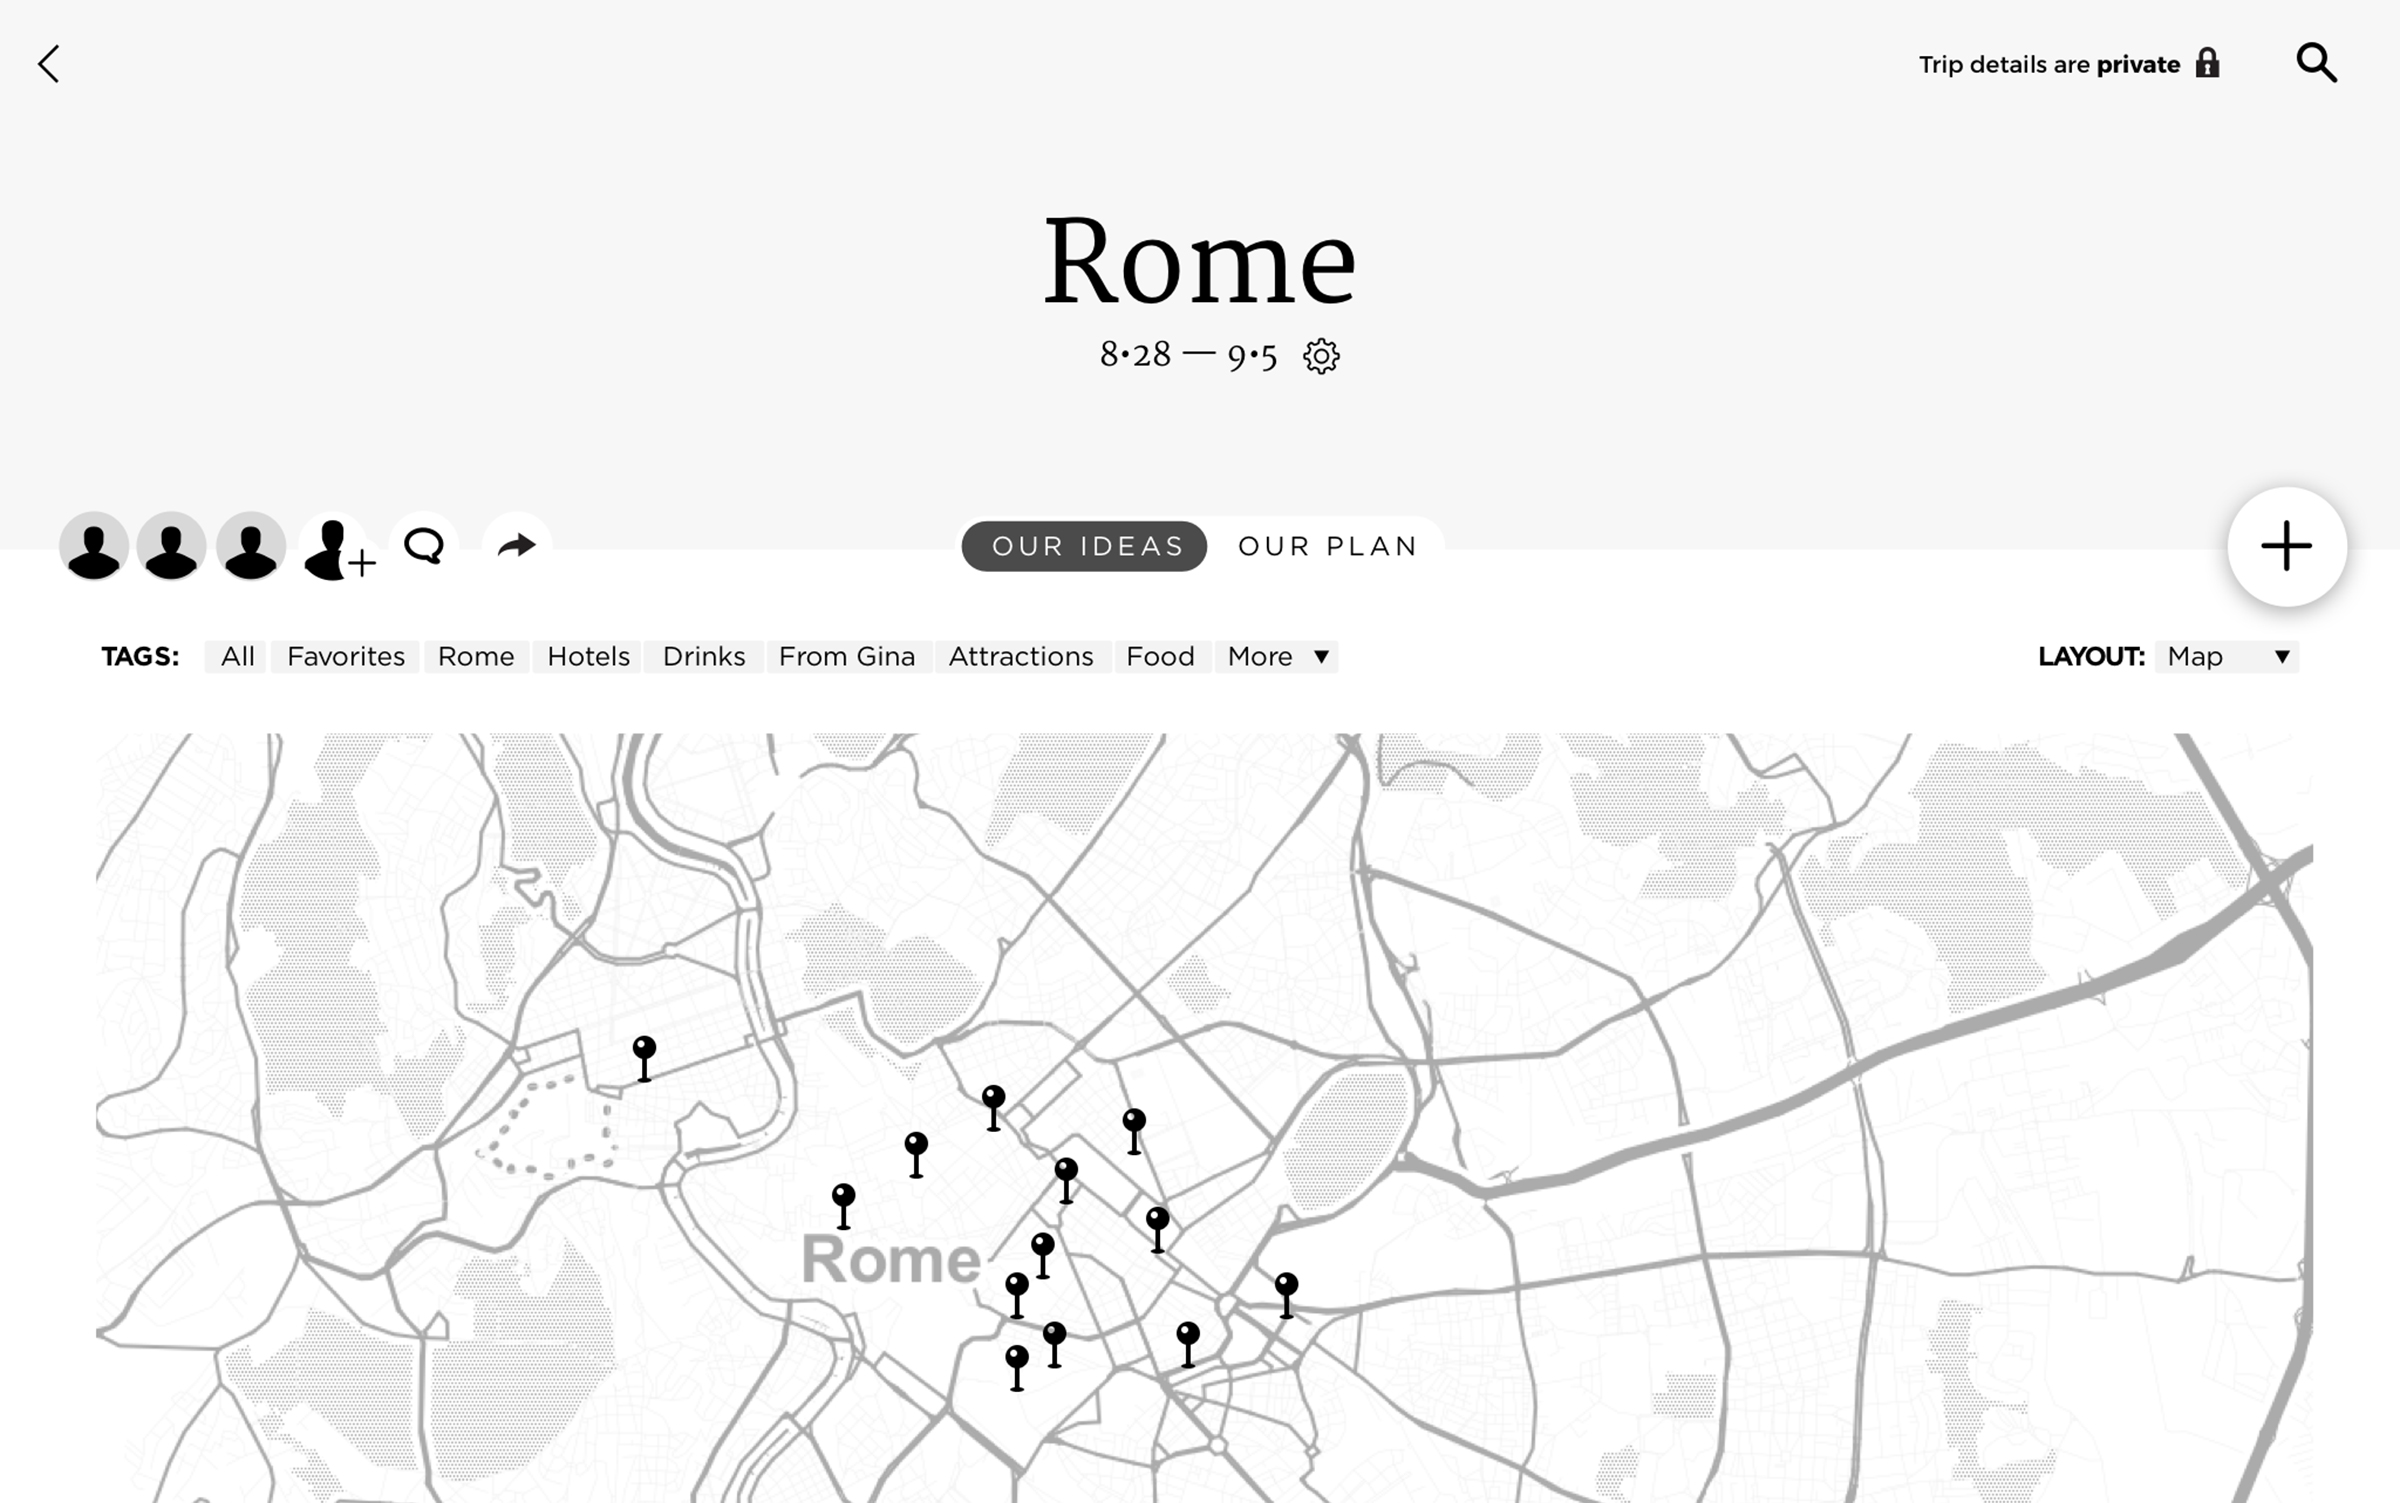 Trip details are private
Rome
8•28 — 9•5
OUR IDEAS OUR PLAN
TAGS: All Favorites Rome Hotels Drinks From Gina Attractions Food More ▼ LAYOUT: Map ▼
Rome